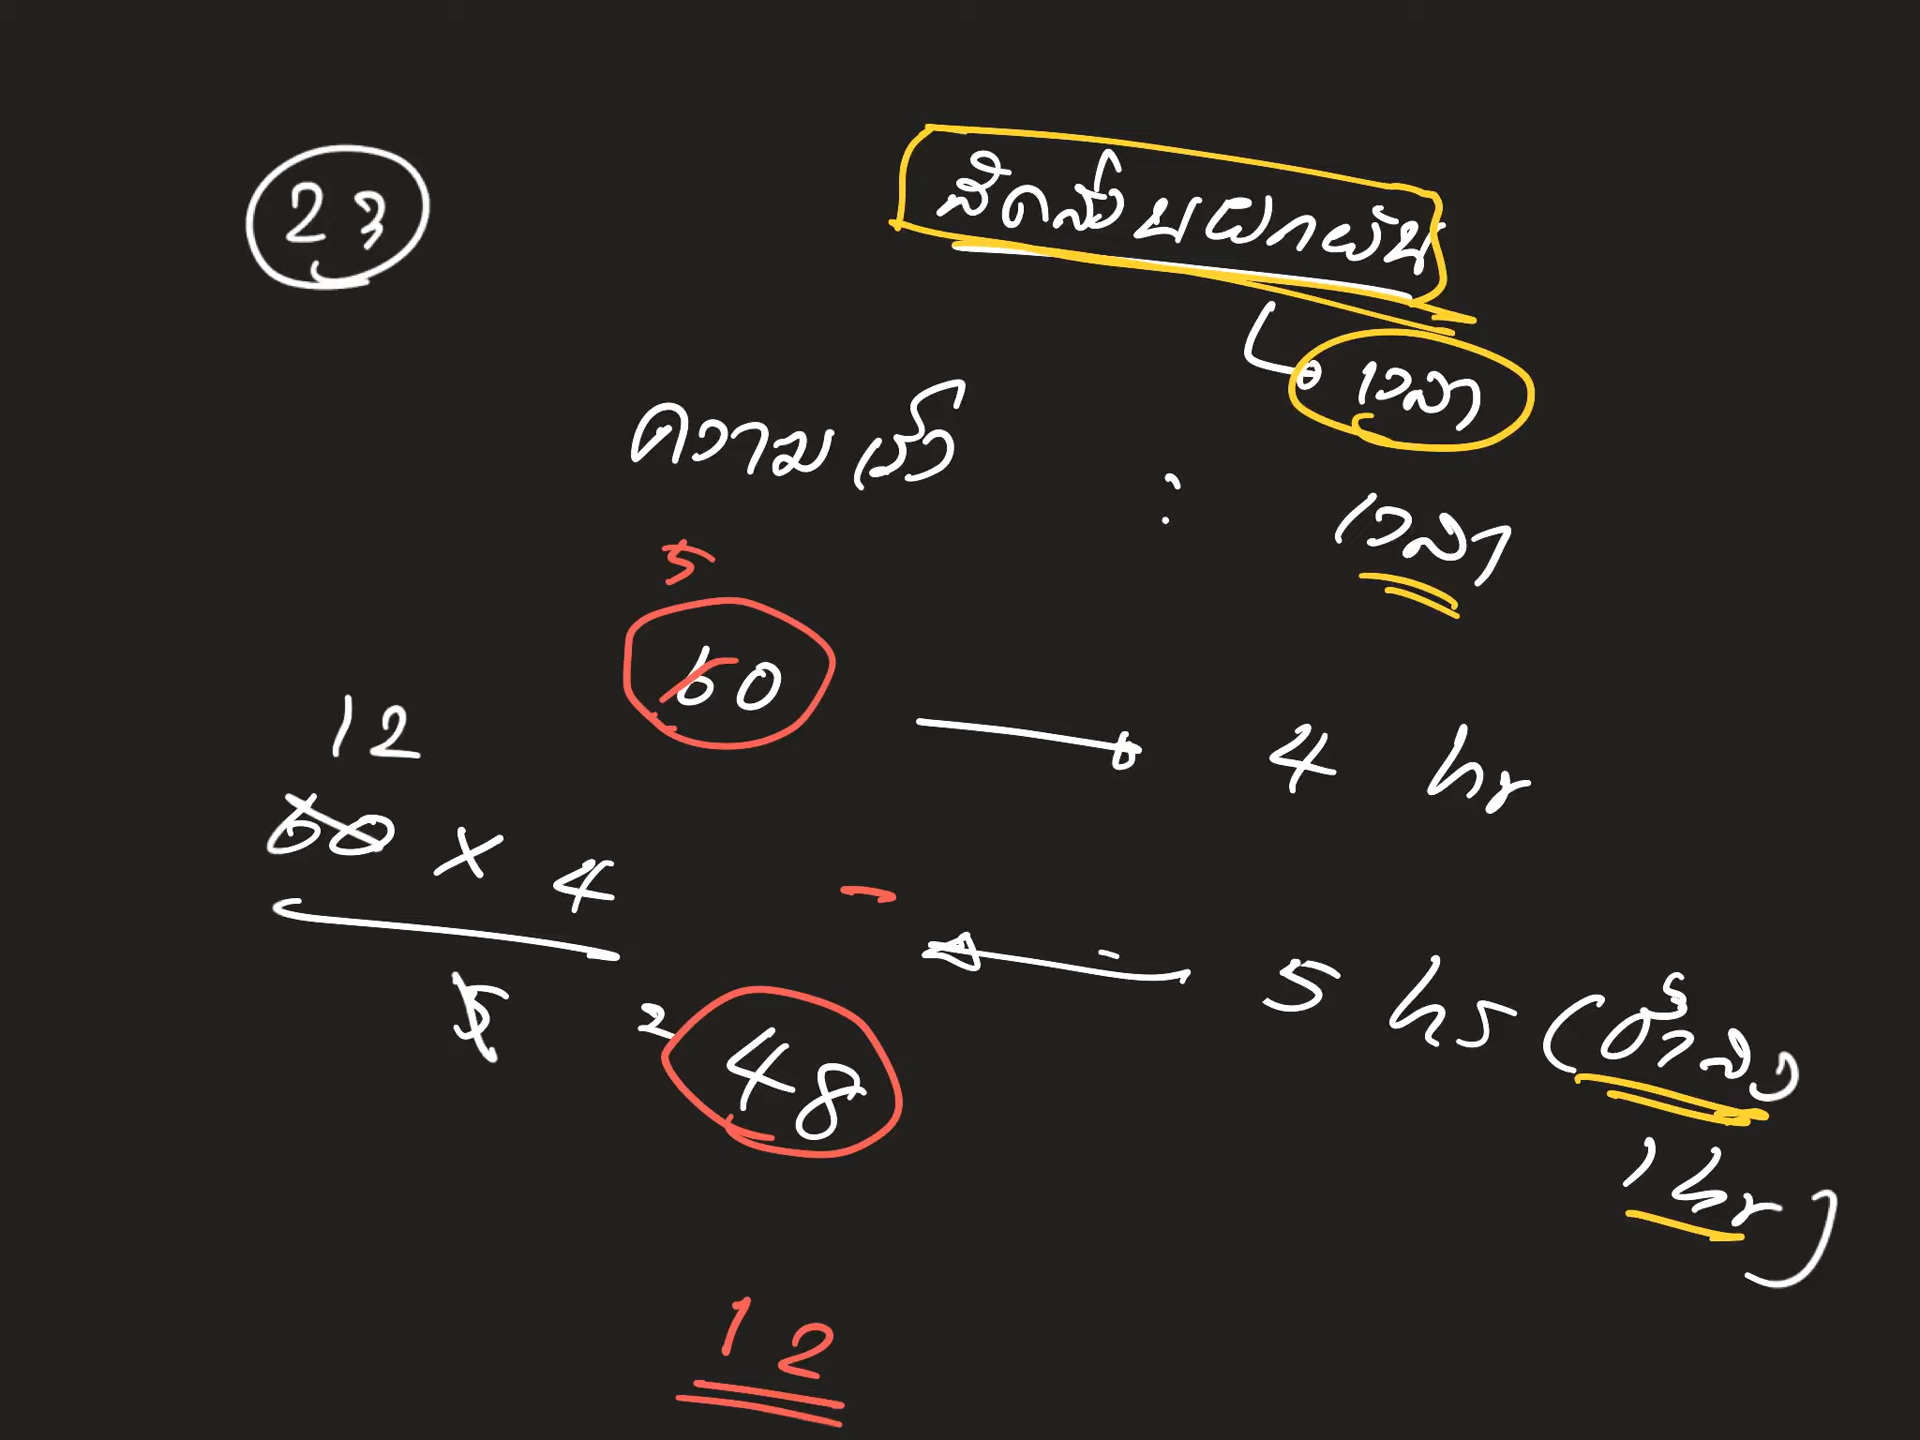 23
สัดส่วนผกผัน
เวลา
ความเร็ว : เวลา
5
60 4 hr
12
60 × 4
5
= 48
-
5 hr (ช้าลง
1 hr)
12